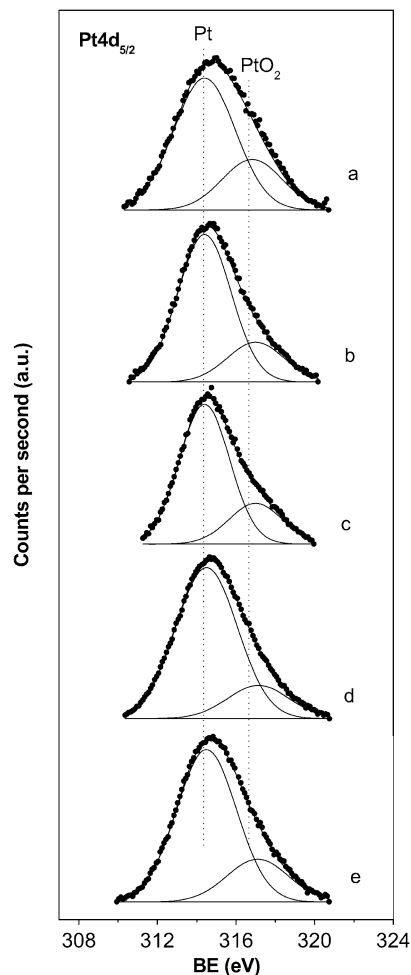 Pt4d5/2
Pt
PtO2
a
b
c
d
e
Counts per second (a.u.)
308 312 316 320 324
BE (eV)